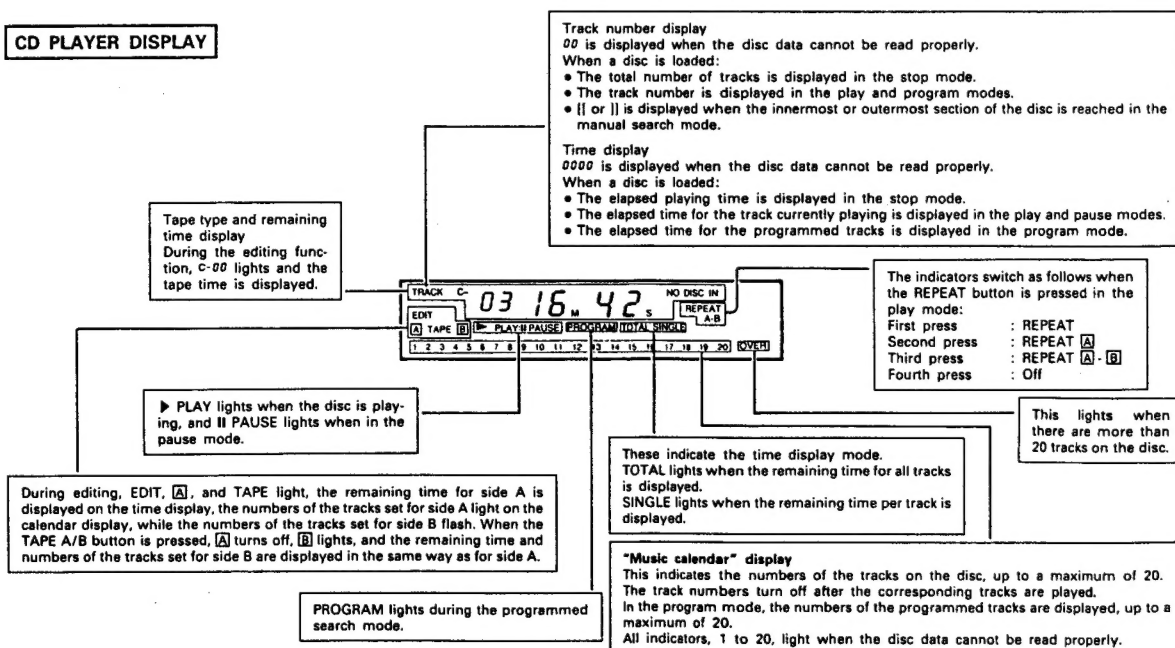 CD PLAYER DISPLAY
Track number display
00 is displayed when the disc data cannot be read properly.
When a disc is loaded:
• The total number of tracks is displayed in the stop mode.
• The track number is displayed in the play and program modes.
• [[ or ]] is displayed when the innermost or outermost section of the disc is reached in the
manual search mode.
Time display
0000 is displayed when the disc data cannot be read properly.
When a disc is loaded:
• The elapsed playing time is displayed in the stop mode.
• The elapsed time for the track currently playing is displayed in the play and pause modes.
• The elapsed time for the programmed tracks is displayed in the program mode.
Tape type and remaining
time display
During the editing func-
tion, C-00 lights and the
tape time is displayed.
TRACK C- 03 16 M 42 S NO DISC IN
EDIT REPEAT
A-B
A TAPE B ▶ PLAY II PAUSE PROGRAM TOTAL SINGLE
1 2 3 4 5 6 7 8 9 10 11 12 13 14 15 16 17 18 19 20 OVER
The indicators switch as follows when
the REPEAT button is pressed in the
play mode:
First press : REPEAT
Second press : REPEAT A
Third press : REPEAT A - B
Fourth press : Off
▶ PLAY lights when the disc is play-
ing, and II PAUSE lights when in the
pause mode.
This lights when
there are more than
20 tracks on the disc.
These indicate the time display mode.
TOTAL lights when the remaining time for all tracks
is displayed.
SINGLE lights when the remaining time per track is
displayed.
During editing, EDIT, A, and TAPE light, the remaining time for side A is
displayed on the time display, the numbers of the tracks set for side A light on the
calendar display, while the numbers of the tracks set for side B flash. When the
TAPE A/B button is pressed, A turns off, B lights, and the remaining time and
numbers of the tracks set for side B are displayed in the same way as for side A.
PROGRAM lights during the programmed
search mode.
"Music calendar" display
This indicates the numbers of the tracks on the disc, up to a maximum of 20.
The track numbers turn off after the corresponding tracks are played.
In the program mode, the numbers of the programmed tracks are displayed, up to a
maximum of 20.
All indicators, 1 to 20, light when the disc data cannot be read properly.